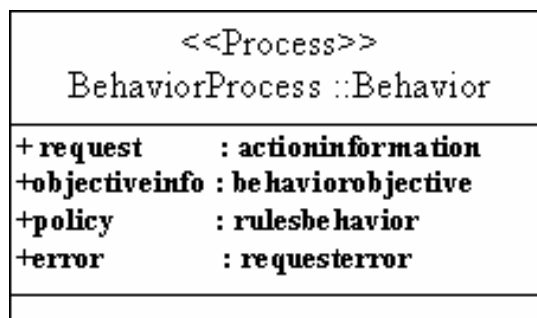 <<Process>>
BehaviorProcess ::Behavior
+ request : actioninformation
+objectiveinfo : behaviorobjective
+policy : rulesbehavior
+error : requesterror